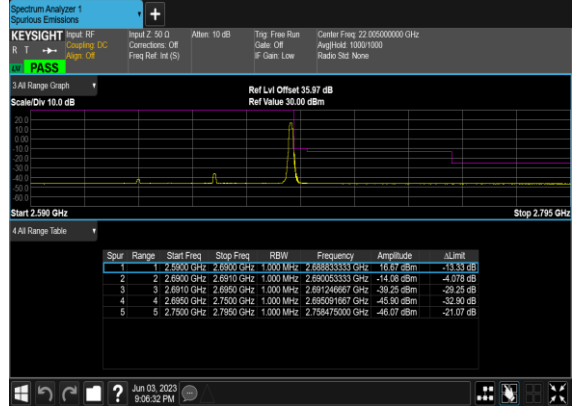 Spectrum Analyzer 1
Spurious Emissions
+
KEYSIGHT Input: RF Input Z: 50 Ω Atten: 10 dB Trig: Free Run Center Freq: 22.005000000 GHz
R T Coupling: DC Corrections: Off Gate: Off Avg|Hold: 1000/1000
Align: Off Freq Ref: Int (S) IF Gain: Low Radio Std: None
PASS
3 All Range Graph
Ref Lvl Offset 35.97 dB
Scale/Div 10.0 dB Ref Value 30.00 dBm
20.0
10.0
0.00
-10.0
-20.0
-30.0
-40.0
-50.0
-60.0
Start 2.590 GHz Stop 2.795 GHz
4 All Range Table
Spur Range Start Freq Stop Freq RBW Frequency Amplitude ΔLimit
1 1 2.5900 GHz 2.6900 GHz 1.000 MHz 2.688833333 GHz 16.67 dBm -13.33 dB
2 2 2.6900 GHz 2.6910 GHz 1.000 MHz 2.690053333 GHz -14.08 dBm -4.078 dB
3 3 2.6910 GHz 2.6950 GHz 1.000 MHz 2.691246667 GHz -39.25 dBm -29.25 dB
4 4 2.6950 GHz 2.7500 GHz 1.000 MHz 2.695091667 GHz -45.90 dBm -32.90 dB
5 5 2.7500 GHz 2.7950 GHz 1.000 MHz 2.758475000 GHz -46.07 dBm -21.07 dB
? Jun 03, 2023
9:06:32 PM